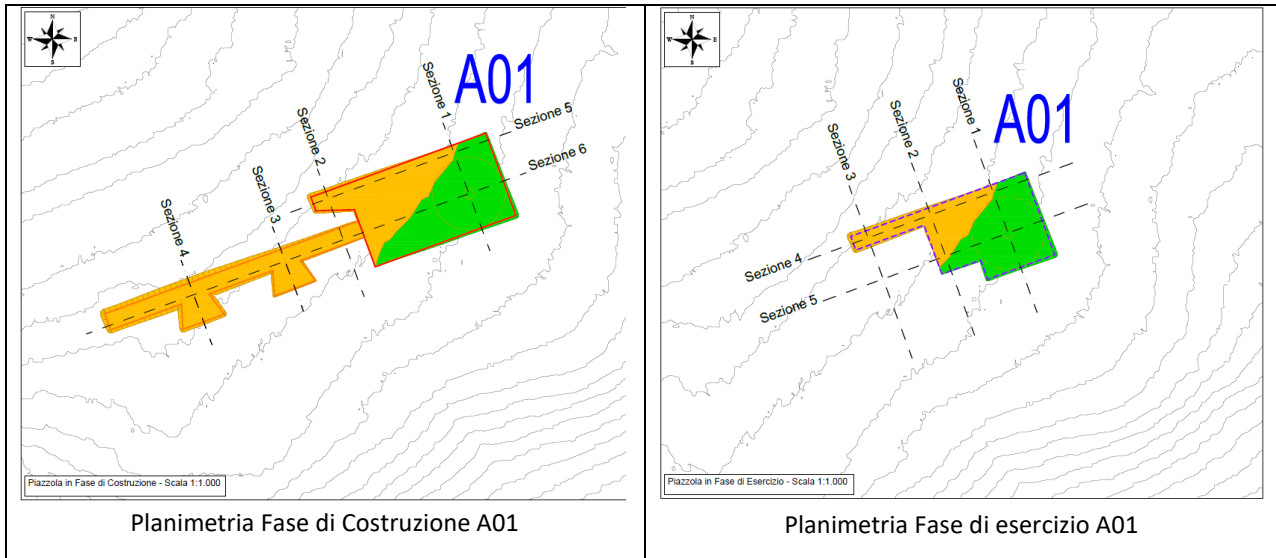 N
W E
S
A01
Sezione 1
Sezione 5
Sezione 2
Sezione 6
Sezione 3
Sezione 4
Piazzola in Fase di Costruzione - Scala 1:1.000
Planimetria Fase di Costruzione A01
N
W E
S
A01
Sezione 1
Sezione 2
Sezione 3
Sezione 4
Sezione 5
Piazzola in Fase di Esercizio - Scala 1:1.000
Planimetria Fase di esercizio A01